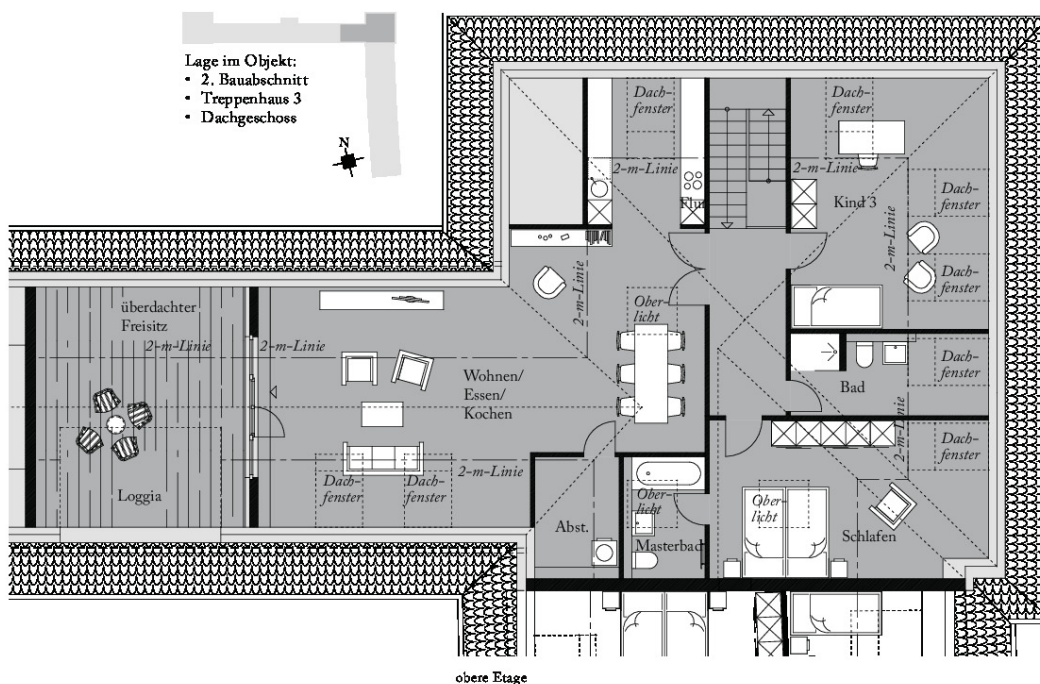 Lage im Objekt:
• 2. Bauabschnitt
• Treppenhaus 3
• Dachgeschoss
N
Dach-
fenster
Dach-
fenster
2-m-Linie
2-m-Linie
Flur
Kind 3
Dach-
fenster
2-m-Linie
2-m-Linie
Dach-
fenster
überdachter
Freisitz
2-m-Linie
2-m-Linie
Ober-
licht
Wohnen/
Essen/
Kochen
Bad
Dach-
fenster
2-m-Linie
Dach-
fenster
2-m-Linie
Loggia
Dach-
fenster
Dach-
fenster
Ober-
licht
Ober-
licht
Abst.
Masterbad
Schlafen
obere Etage